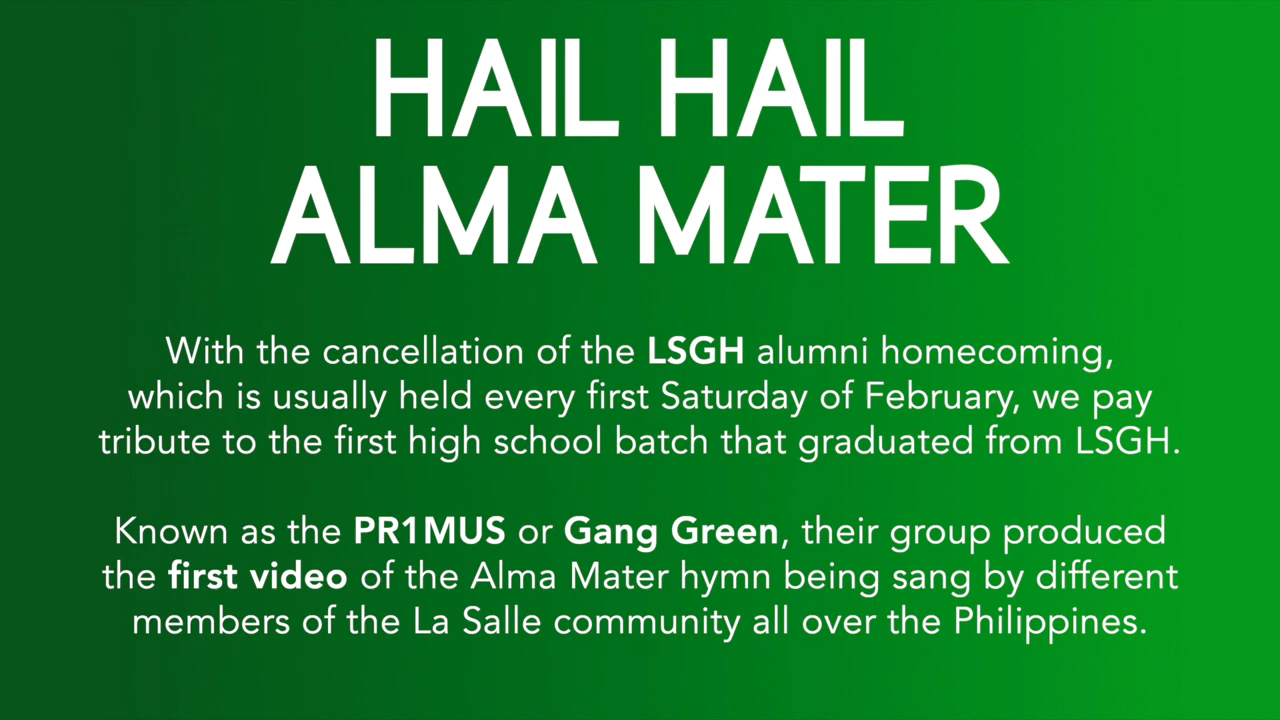 HAIL HAIL
ALMA MATER
With the cancellation of the LSGH alumni homecoming,
which is usually held every first Saturday of February, we pay
tribute to the first high school batch that graduated from LSGH.
Known as the PR1MUS or Gang Green, their group produced
the first video of the Alma Mater hymn being sang by different
members of the La Salle community all over the Philippines.